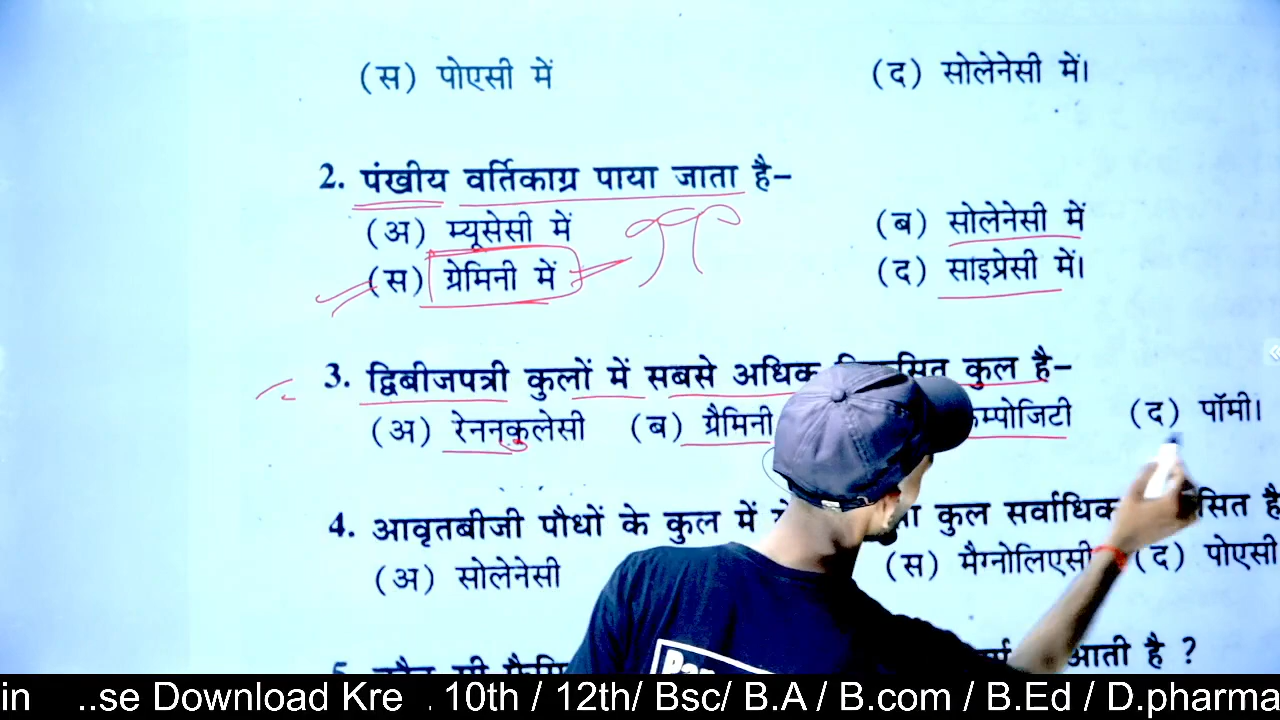 (स) पोएसी में (द) सोलेनेसी में।
2. पंखीय वर्तिकाग्र पाया जाता है–
(अ) म्यूसेसी में (ब) सोलेनेसी में
(स) ग्रेमिनी में (द) साइप्रेसी में।
3. द्विबीजपत्री कुलों में सबसे अधिक कुल है–
(अ) रेननकुलेसी (ब) ग्रैमिनी (द) पॉमी।
4. आवृतबीजी पौधों के कुल में कुल सर्वाधिक
(अ) सोलेनेसी (स) मैग्नोलिएसी (द) पोएसी
आती है ?
in ..se Download Kre . 10th / 12th/ Bsc/ B.A / B.com / B.Ed / D.pharma